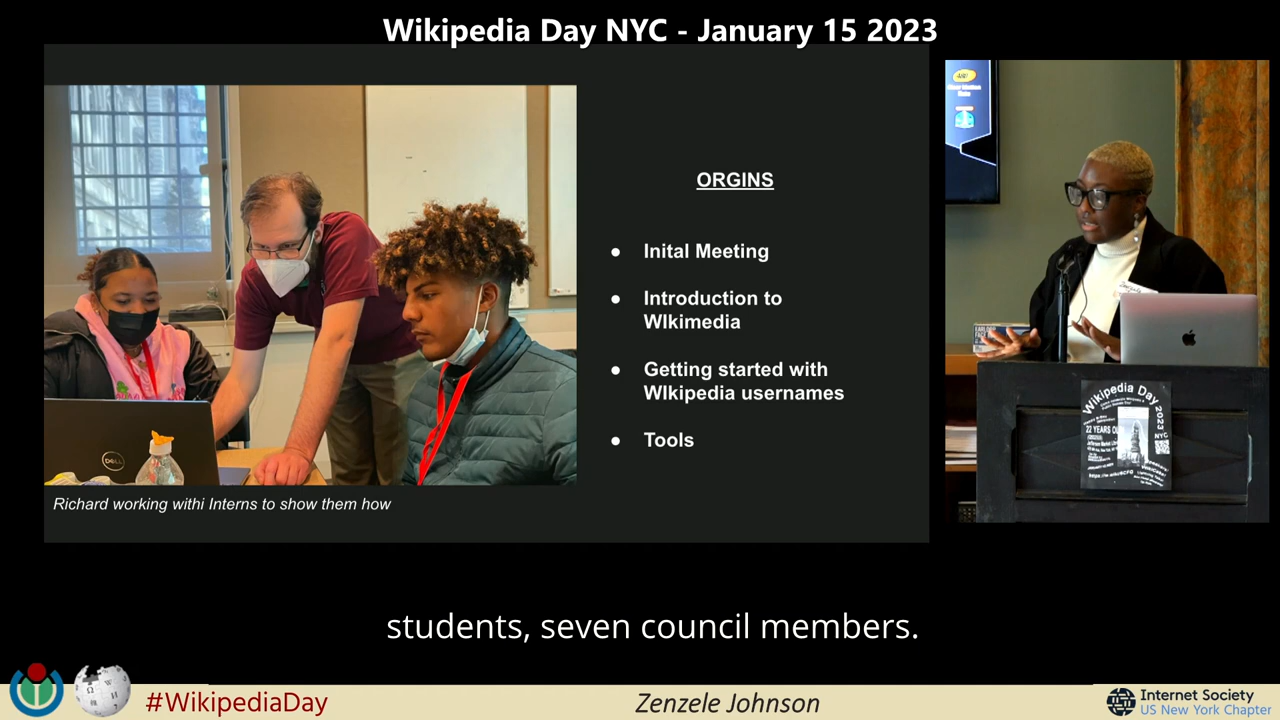 Wikipedia Day NYC - January 15 2023
ORGINS
● Inital Meeting
● Introduction to
WIkimedia
● Getting started with
WIkipedia usernames
● Tools
Richard working withi Interns to show them how
DELL
Wikipedia Day
2023
NYC
22 YEARS
students, seven council members.
#WikipediaDay
Zenzele Johnson
Internet Society
US New York Chapter